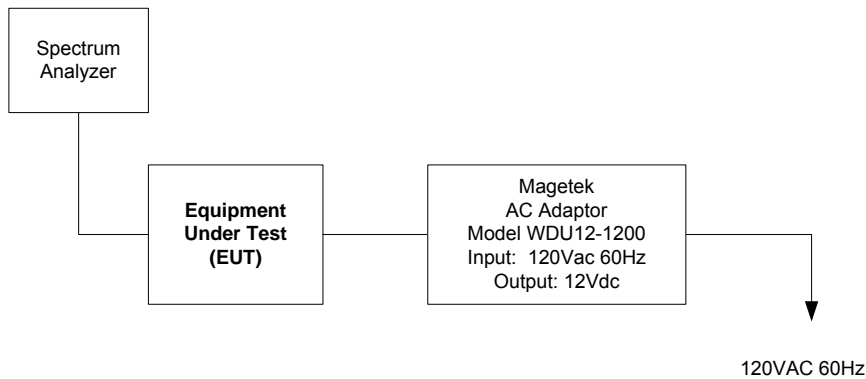 Spectrum
Analyzer
Equipment
Under Test
(EUT)
Magetek
AC Adaptor
Model WDU12-1200
Input:  120Vac 60Hz
Output: 12Vdc
120VAC 60Hz